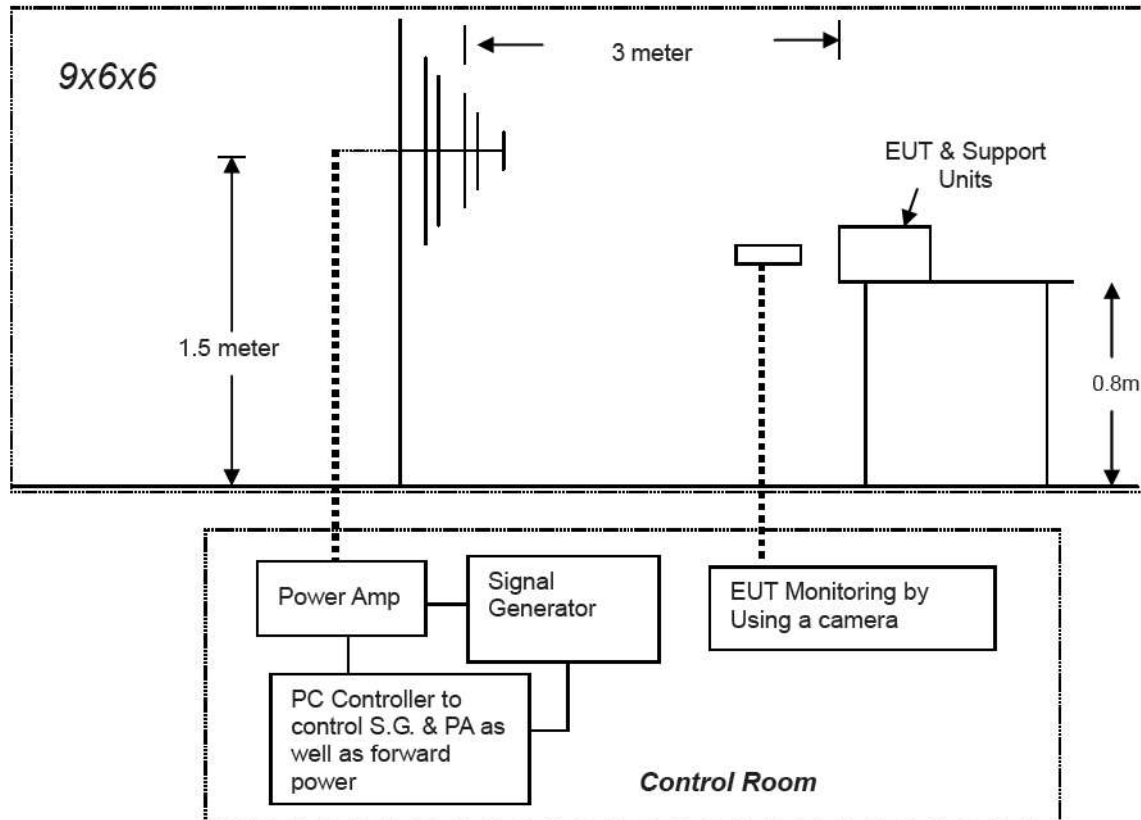 9x6x6
3 meter
EUT & Support
Units
1.5 meter
0.8m
Power Amp
Signal
Generator
EUT Monitoring by
Using a camera
PC Controller to
control S.G. & PA as
well as forward
power
Control Room